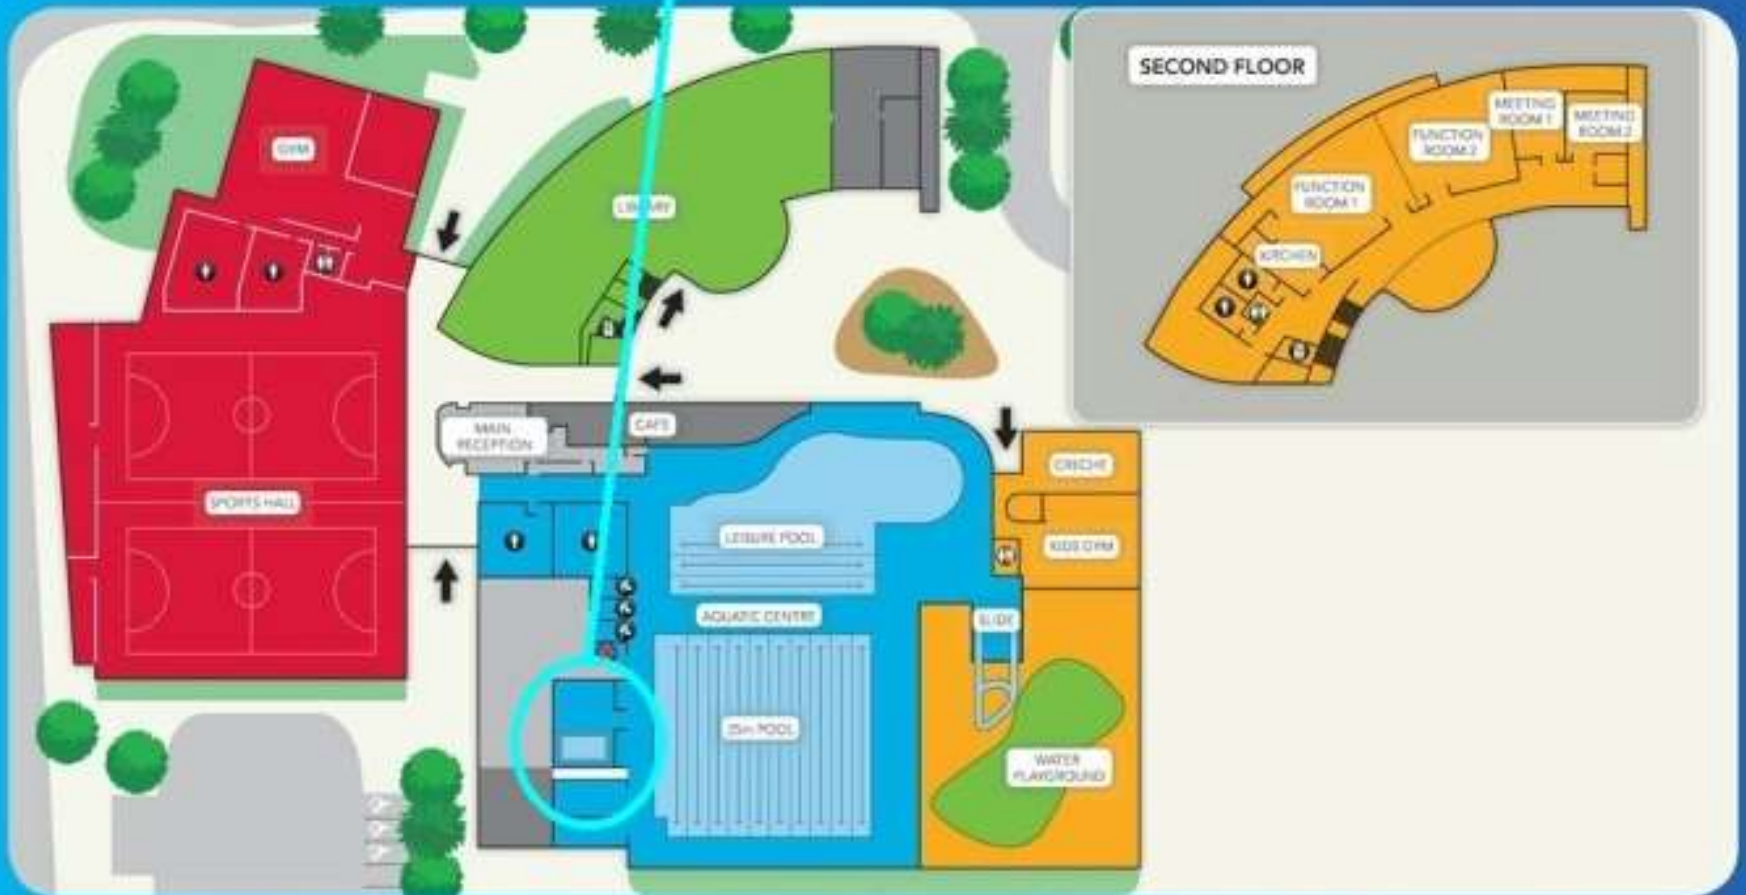 SECOND FLOOR
MEETING
ROOM 1
MEETING
ROOM 2
FUNCTION
ROOM 2
FUNCTION
ROOM 1
KITCHEN
GYM
LIBRARY
MAIN
RECEPTION
CAFE
CRECHE
SPORTS HALL
LEISURE POOL
KIDS GYM
AQUATIC CENTRE
SLIDE
25m POOL
WATER
PLAYGROUND